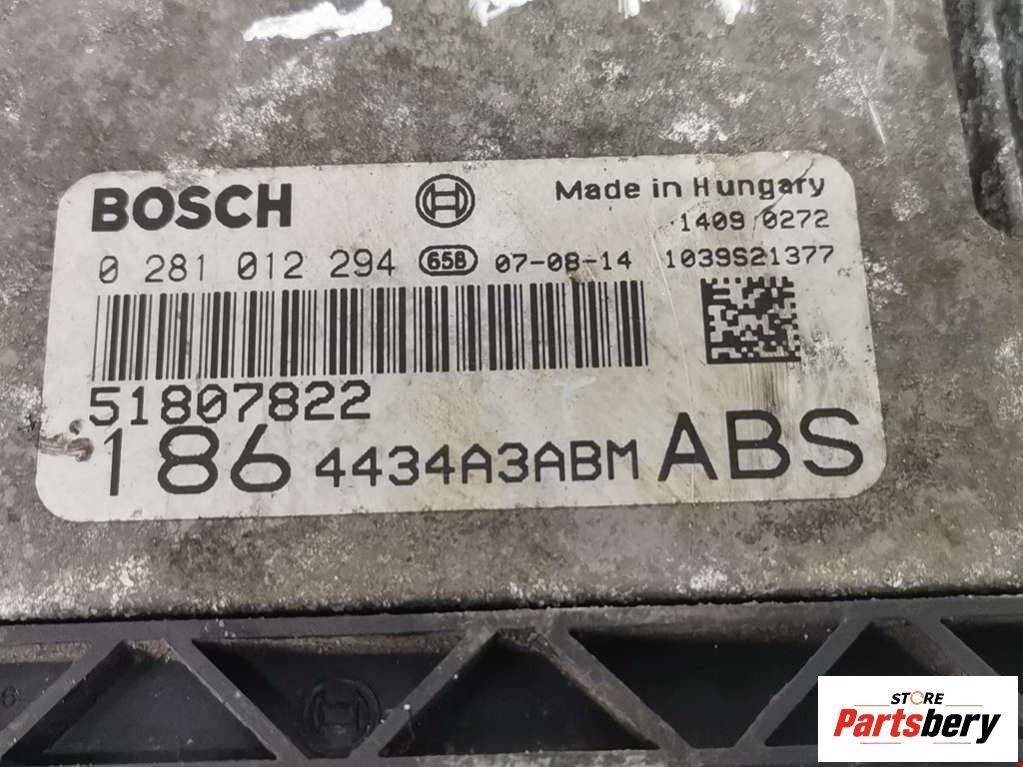 BOSCH Made in Hungary
1409 0272
0 281 012 294 658 07-08-14 1039S21377
51807822
186 4434A3ABM ABS
STORE
Partsbery